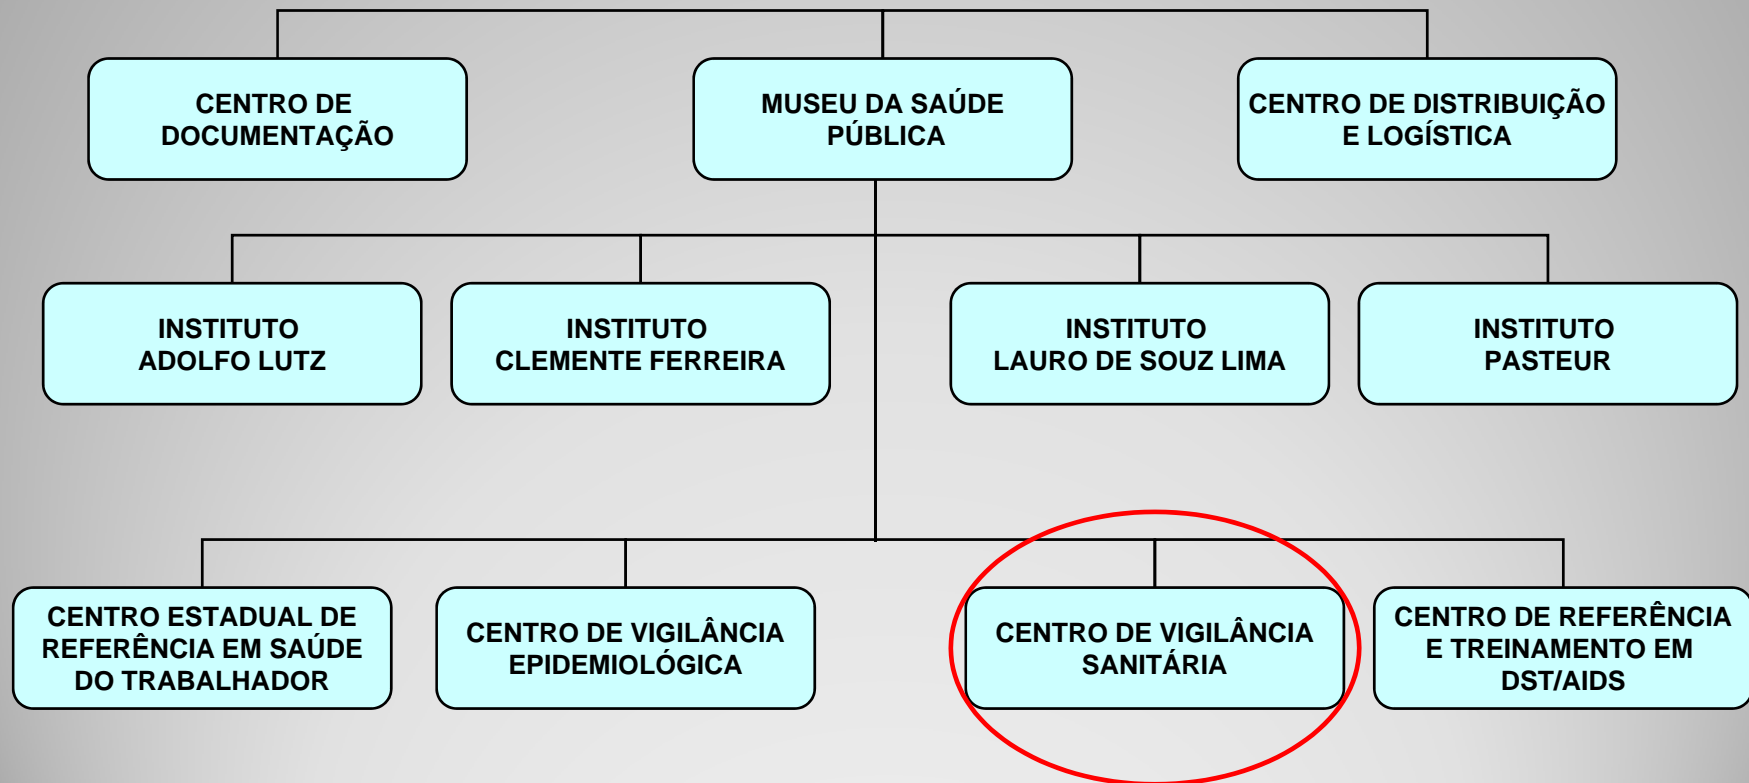 CENTRO DE
DOCUMENTAÇÃO
MUSEU DA SAÚDE
PÚBLICA
CENTRO DE DISTRIBUIÇÃO
E LOGÍSTICA
INSTITUTO
ADOLFO LUTZ
INSTITUTO
CLEMENTE FERREIRA
INSTITUTO
LAURO DE SOUZ LIMA
INSTITUTO
PASTEUR
CENTRO ESTADUAL DE
REFERÊNCIA EM SAÚDE
DO TRABALHADOR
CENTRO DE VIGILÂNCIA
EPIDEMIOLÓGICA
CENTRO DE VIGILÂNCIA
SANITÁRIA
CENTRO DE REFERÊNCIA
E TREINAMENTO EM
DST/AIDS